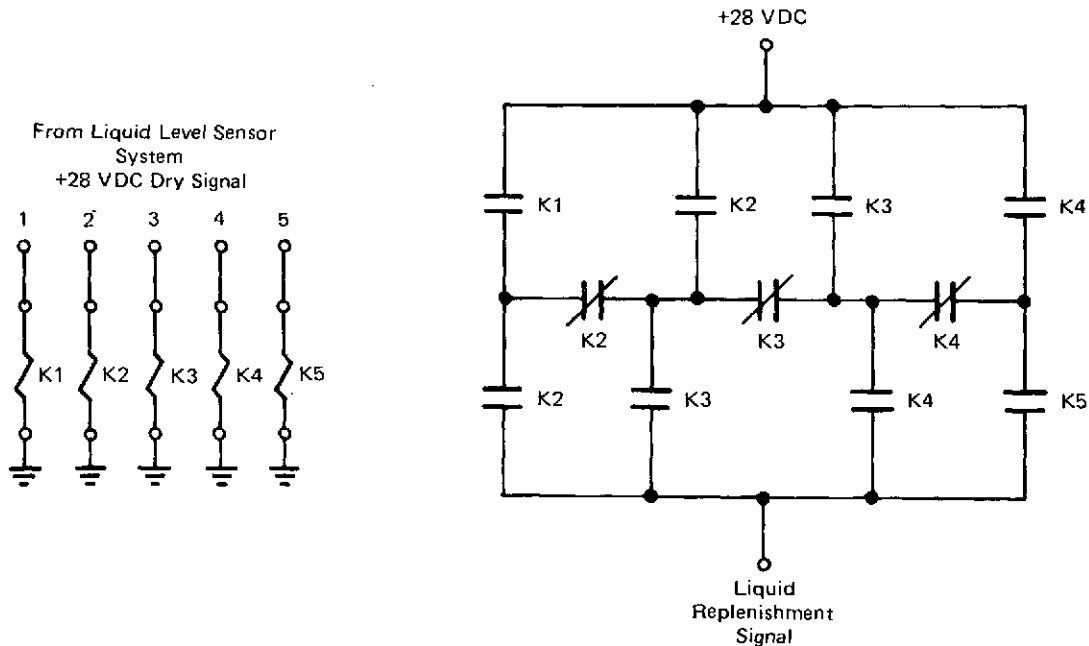 +28 VDC
From Liquid Level Sensor
System
+28 VDC Dry Signal
1 2 3 4 5
K1 K2 K3 K4 K5
K1 K2 K3 K4
K2 K3 K4
K2 K3 K4 K5
Liquid
Replenishment
Signal